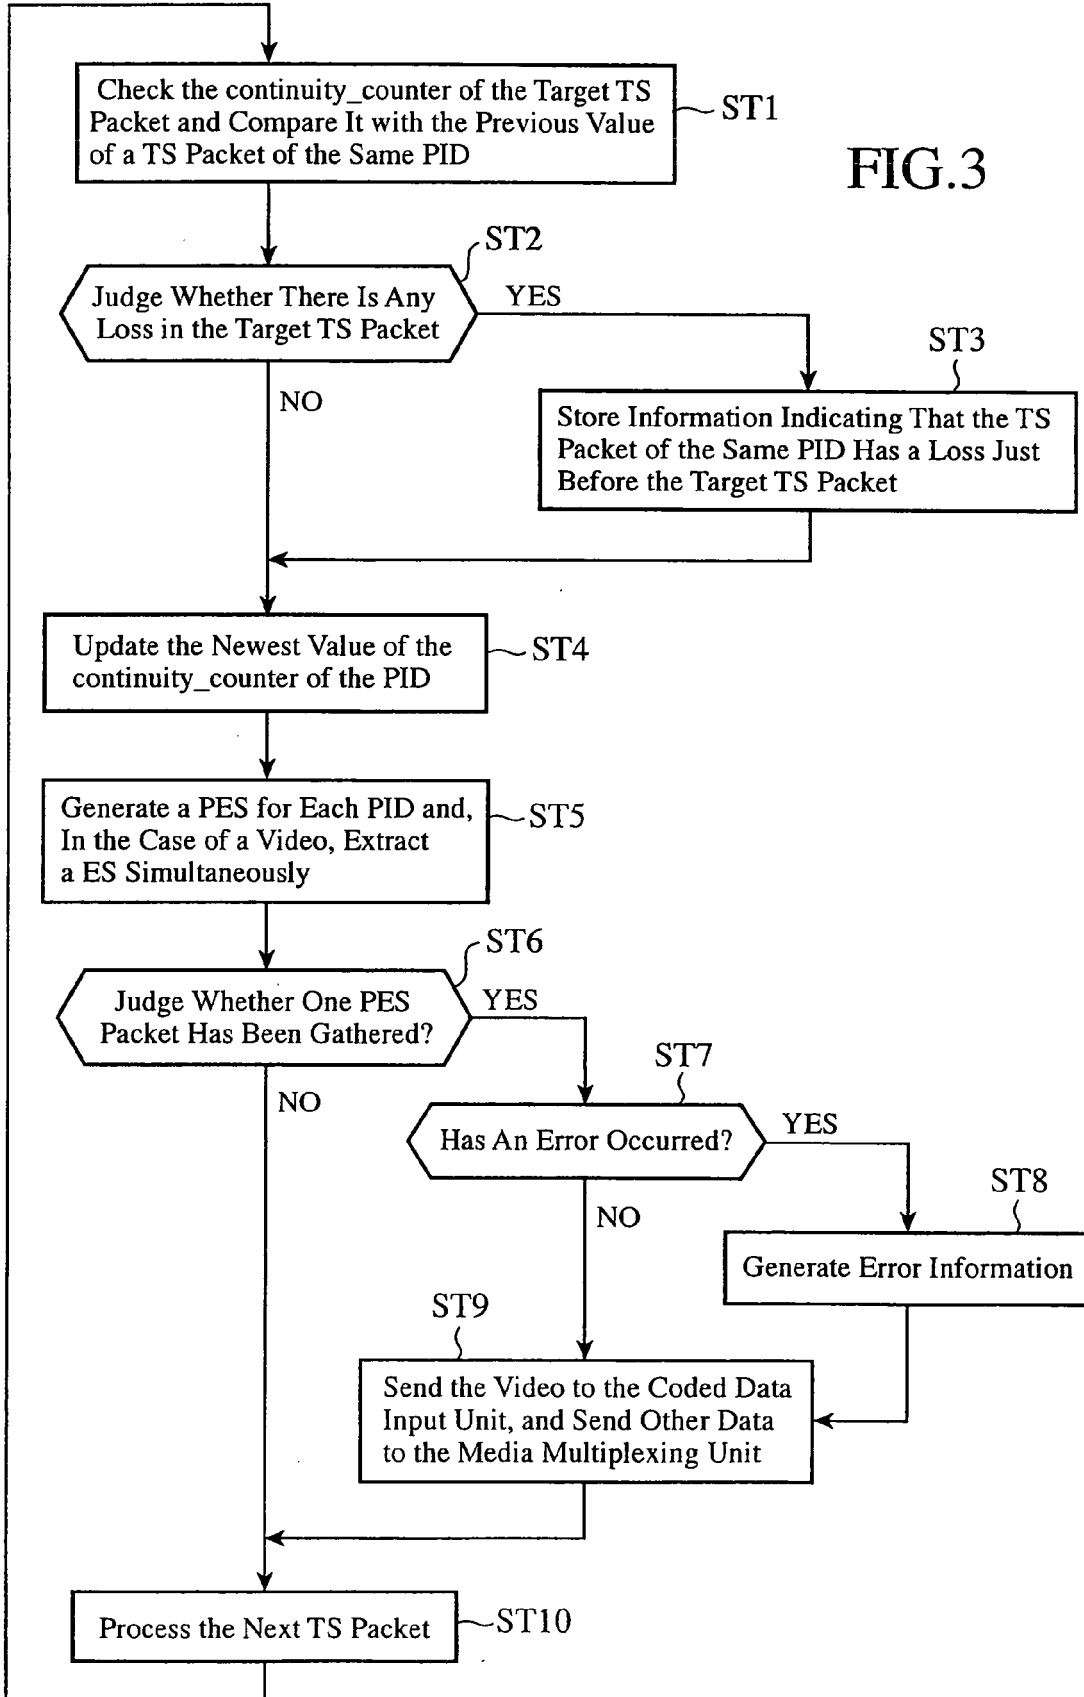 Check the continuity_counter of the Target TS
Packet and Compare It with the Previous Value
of a TS Packet of the Same PID
ST1
FIG.3
ST2
Judge Whether There Is Any
Loss in the Target TS Packet
YES
NO
ST3
Store Information Indicating That the TS
Packet of the Same PID Has a Loss Just
Before the Target TS Packet
Update the Newest Value of the
continuity_counter of the PID
ST4
Generate a PES for Each PID and,
In the Case of a Video, Extract
a ES Simultaneously
ST5
ST6
Judge Whether One PES
Packet Has Been Gathered?
YES
NO
ST7
Has An Error Occurred?
YES
NO
ST8
Generate Error Information
ST9
Send the Video to the Coded Data
Input Unit, and Send Other Data
to the Media Multiplexing Unit
Process the Next TS Packet
ST10